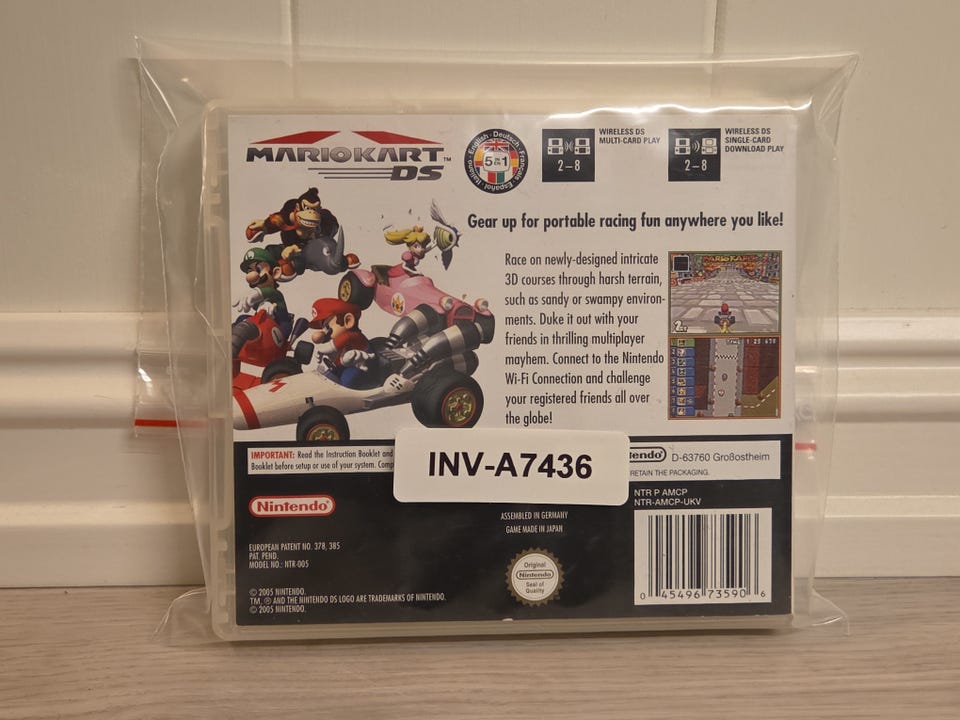 MARIOKART™
DS
English · Deutsch · Français · Español · Italiano
5 IN 1
WIRELESS DS
MULTI-CARD PLAY
2–8
WIRELESS DS
SINGLE-CARD
DOWNLOAD PLAY
2–8
Gear up for portable racing fun anywhere you like!
Race on newly-designed intricate
3D courses through harsh terrain,
such as sandy or swampy environ-
ments. Duke it out with your
friends in thrilling multiplayer
mayhem. Connect to the Nintendo
Wi-Fi Connection and challenge
your registered friends all over
the globe!
IMPORTANT: Read the Instruction Booklet and
Booklet before setup or use of your system.
INV-A7436
D-63760 Großostheim
RETAIN THE PACKAGING.
Nintendo®
ASSEMBLED IN GERMANY
GAME MADE IN JAPAN
NTR P AMCP
NTR-AMCP-UKV
EUROPEAN PATENT NO. 378, 385
PAT. PEND.
MODEL NO.: NTR-005
Original
Nintendo
Seal of
Quality
© 2005 NINTENDO.
TM, ® AND THE NINTENDO DS LOGO ARE TRADEMARKS OF NINTENDO.
© 2005 NINTENDO.
0 45496 73590 6